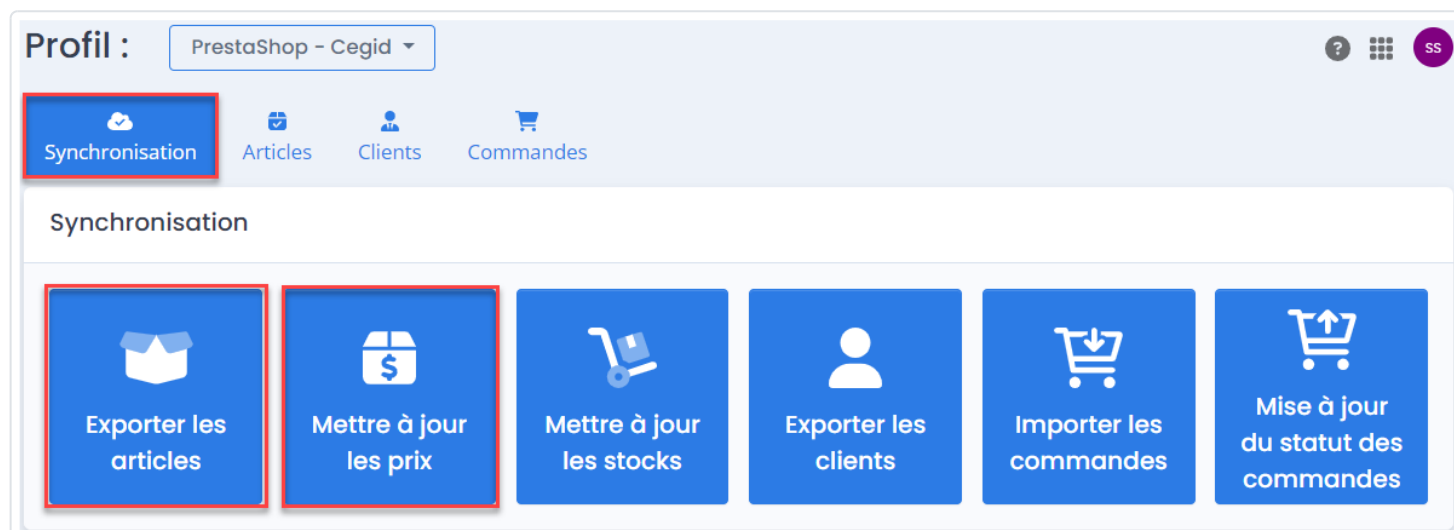 Profil :
PrestaShop - Cegid
SS
Synchronisation
Articles
Clients
Commandes
Synchronisation
Exporter les
articles
Mettre à jour
les prix
Mettre à jour
les stocks
Exporter les
clients
Importer les
commandes
Mise à jour
du statut des
commandes